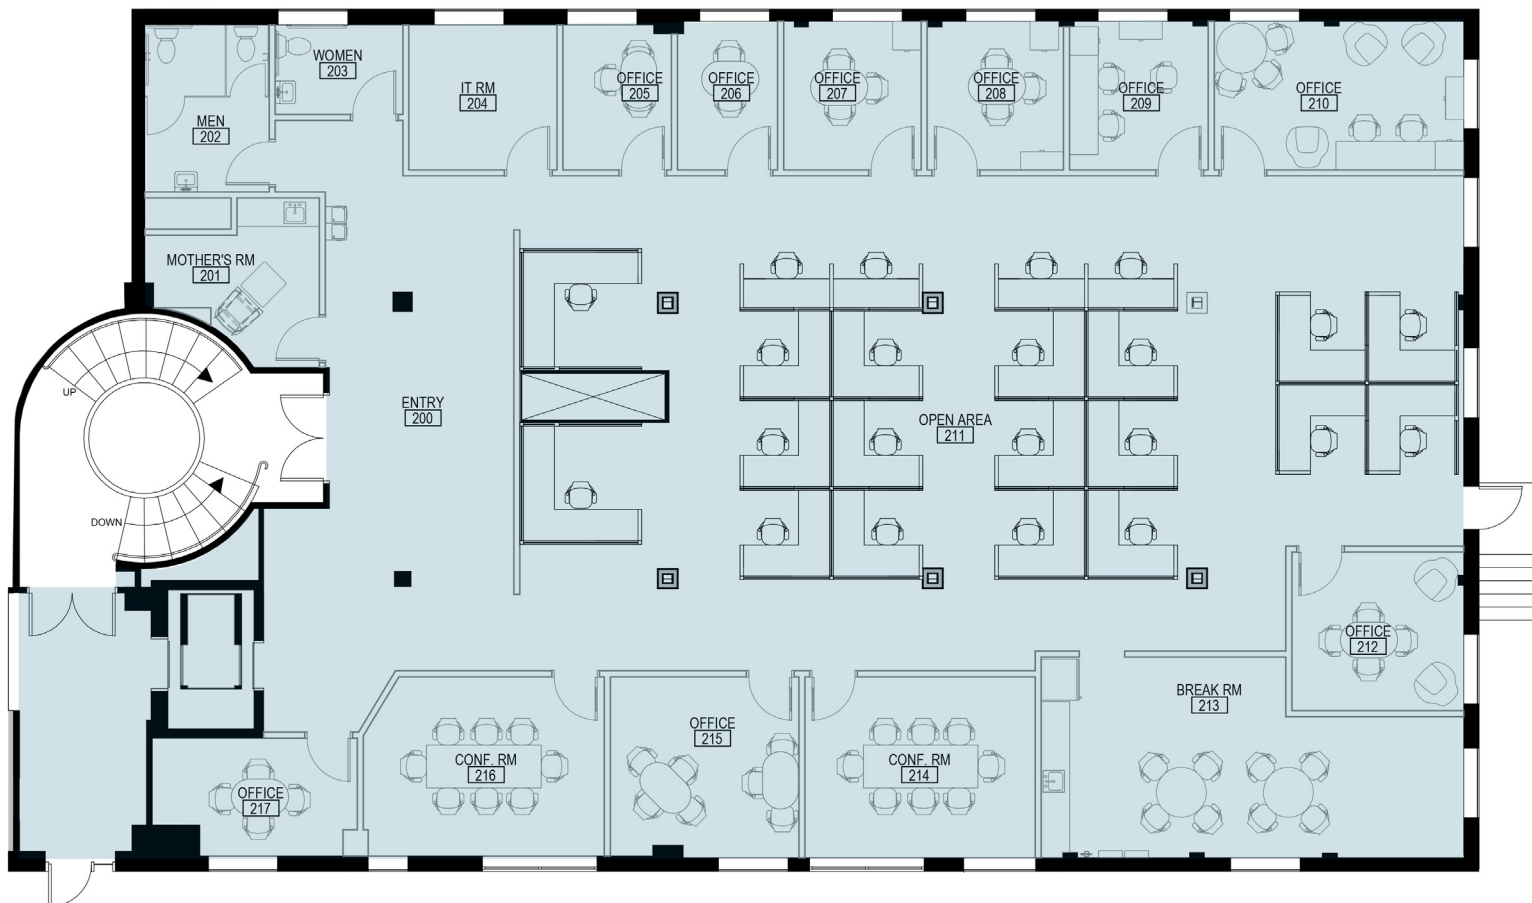 WOMEN
203
IT RM
204
OFFICE
205
OFFICE
206
OFFICE
207
OFFICE
208
OFFICE
209
OFFICE
210
MEN
202
MOTHER'S RM
201
UP
DOWN
ENTRY
200
OPEN AREA
211
OFFICE
212
BREAK RM
213
OFFICE
215
CONF. RM
216
CONF. RM
214
OFFICE
217